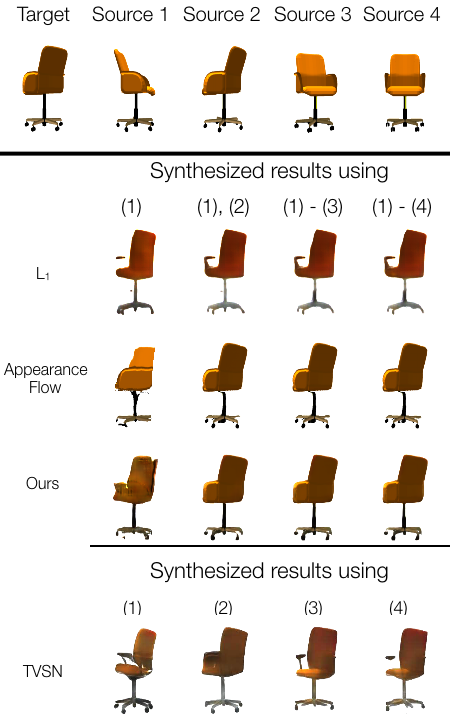 Target Source 1 Source 2 Source 3 Source 4
Synthesized results using
(1) (1), (2) (1) - (3) (1) - (4)
L₁
Appearance
Flow
Ours
Synthesized results using
(1) (2) (3) (4)
TVSN